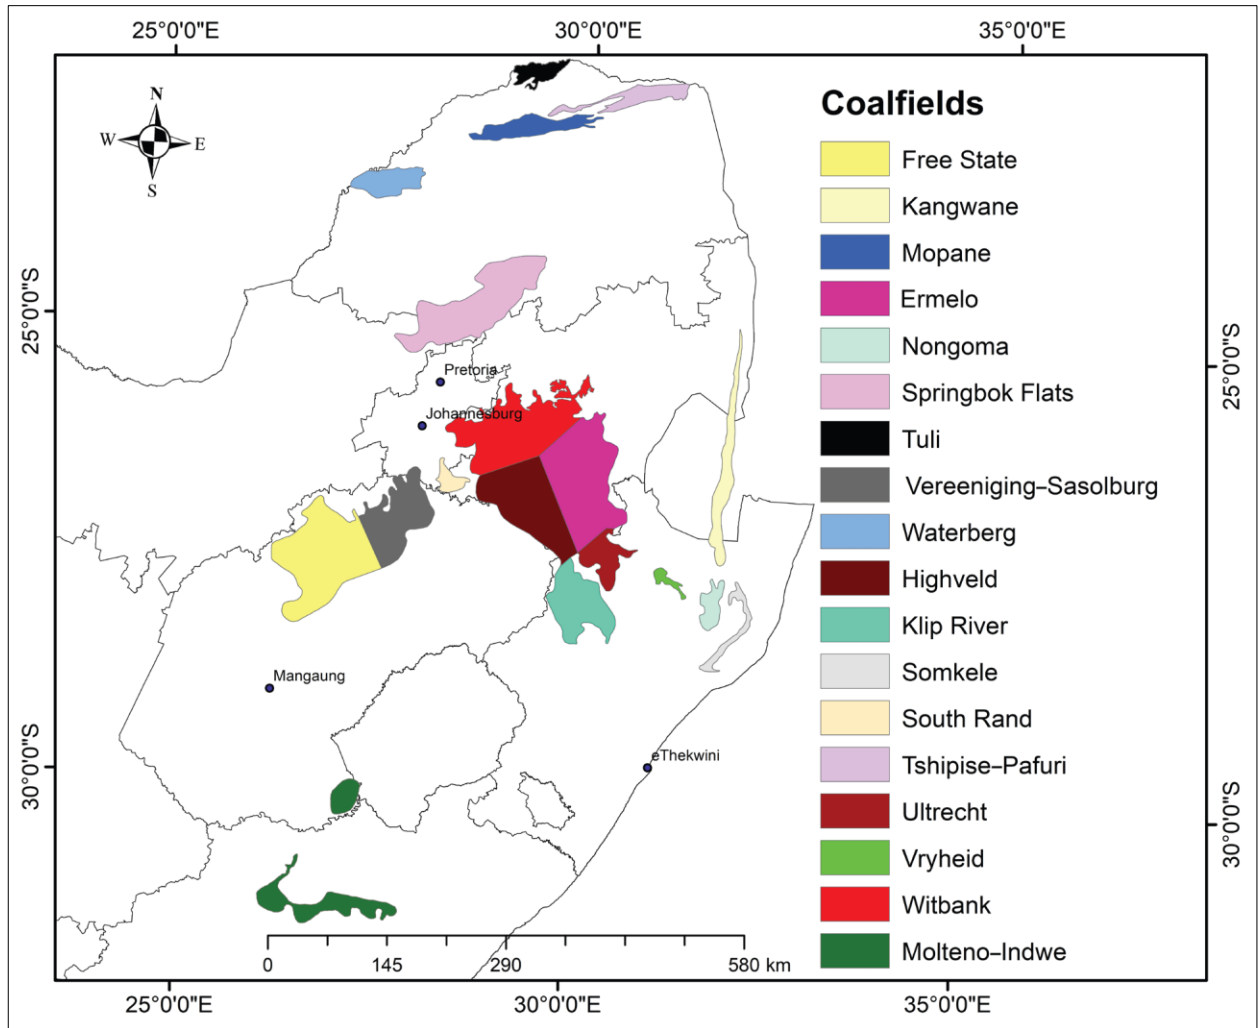 25°0'0"E
30°0'0"E
35°0'0"E
N
W
E
S
Coalfields
Free State
Kangwane
Mopane
Ermelo
Nongoma
Springbok Flats
Tuli
Vereeniging–Sasolburg
Waterberg
Highveld
Klip River
Somkele
South Rand
Tshipise–Pafuri
Ultrecht
Vryheid
Witbank
Molteno–Indwe
25°0'0"S
25°0'0"S
Pretoria
Johannesburg
Mangaung
eThekwini
30°0'0"S
30°0'0"S
0
145
290
580 km
25°0'0"E
30°0'0"E
35°0'0"E